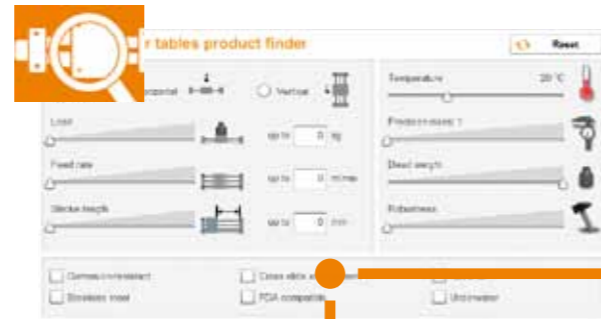 r tables product finder
Reset
Vertical
Temperature 20 °C
Load up to 0 kg
Precision
Feed rate up to 0 m/min
Dead weight
Stroke length up to 0 mm
Robustness
Corrosion-resistant
Cross slide
Stainless steel
FDA compatible
Underwater